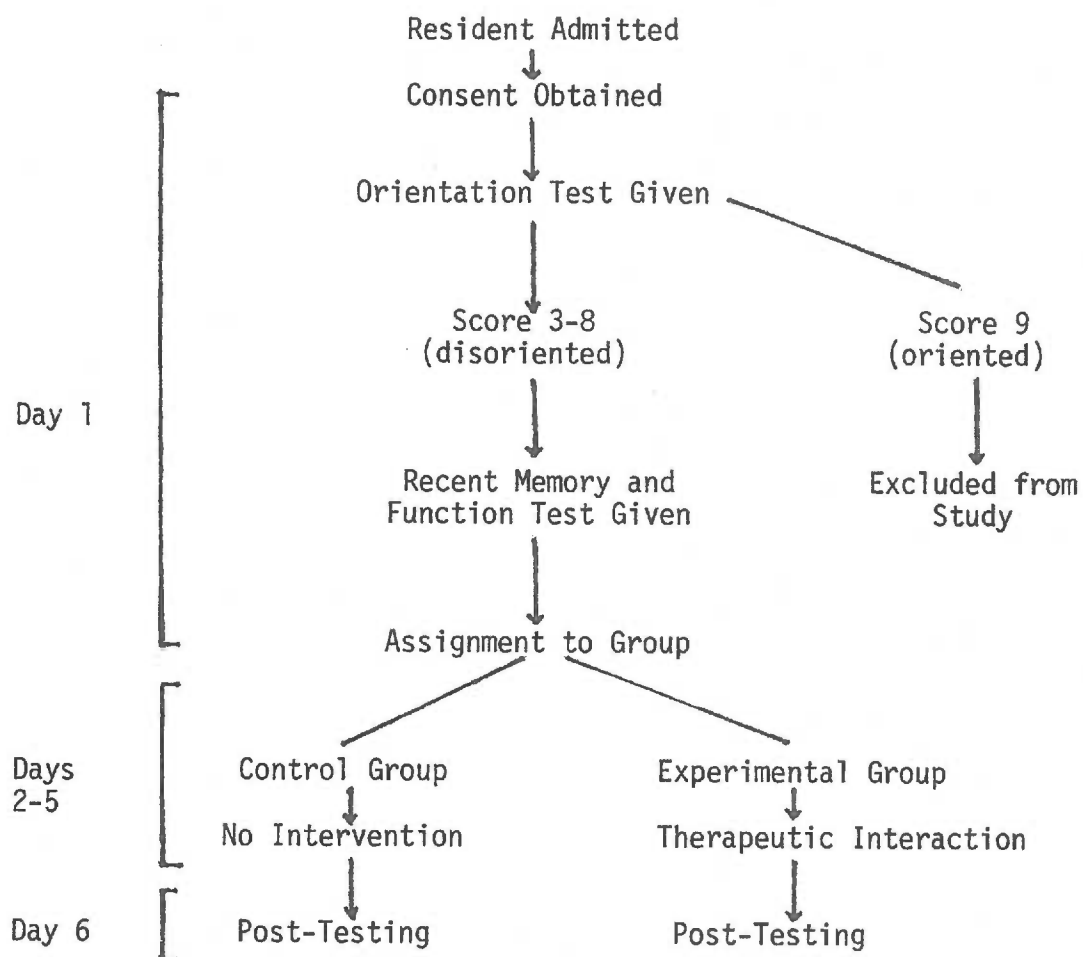 Resident Admitted
Consent Obtained
Orientation Test Given
Score 3-8
(disoriented)
Score 9
(oriented)
Day 1
Recent Memory and
Function Test Given
Excluded from
Study
Assignment to Group
Days
2-5
Control Group
Experimental Group
No Intervention
Therapeutic Interaction
Day 6
Post-Testing
Post-Testing